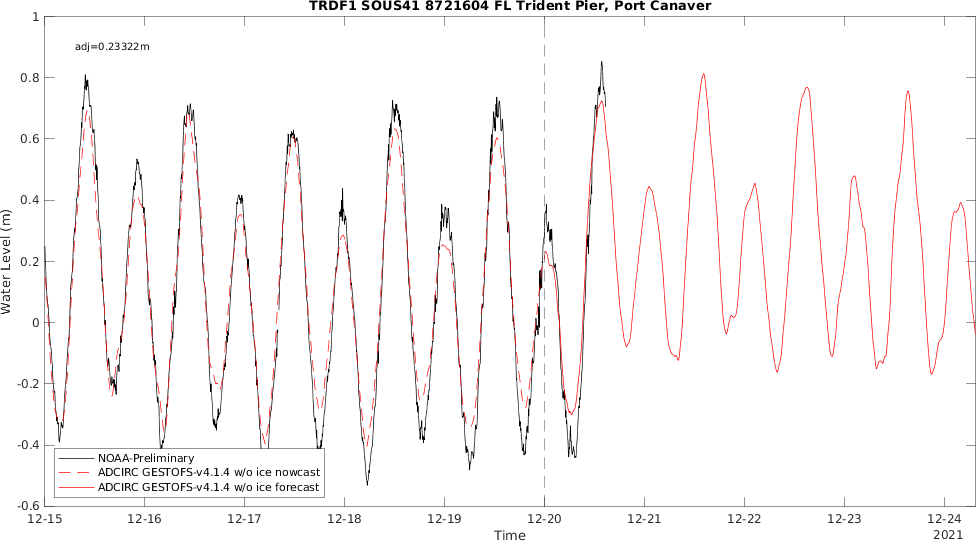 TRDF1 SOUS41 8721604 FL Trident Pier, Port Canaver
adj=0.23322m
1
0.8
0.6
0.4
0.2
0
-0.2
-0.4
-0.6
Water Level (m)
NOAA-Preliminary
ADCIRC GESTOFS-v4.1.4 w/o ice nowcast
ADCIRC GESTOFS-v4.1.4 w/o ice forecast
12-15 12-16 12-17 12-18 12-19 12-20 12-21 12-22 12-23 12-24
Time
2021